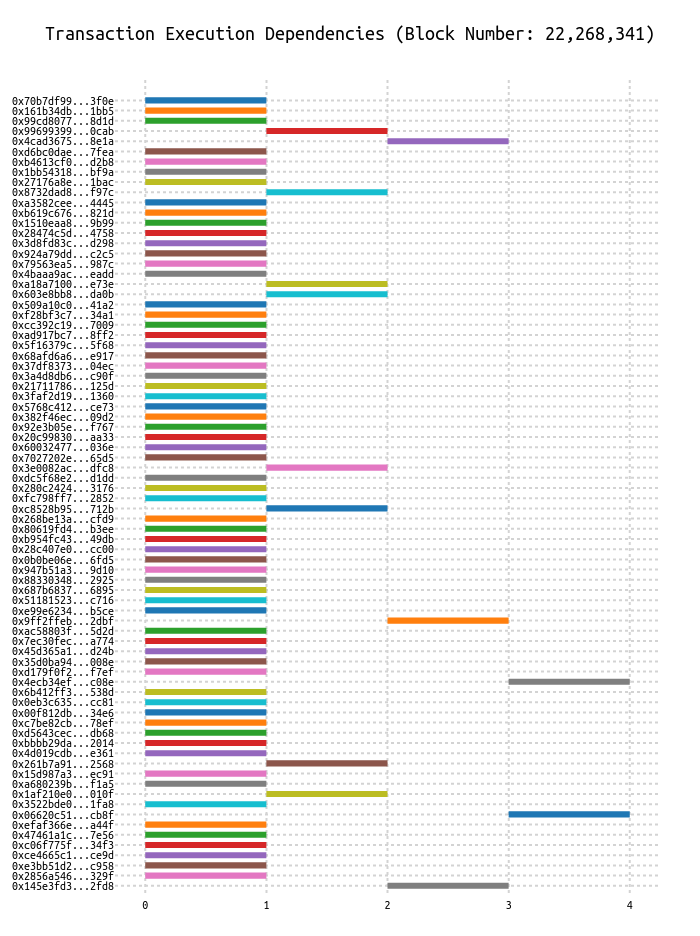 Transaction Execution Dependencies (Block Number: 22,268,341)
0x70b7df99...3f0e
0x161b34db...1bb5
0x99cd8077...8d1d
0x99699399...0cab
0x4cad3675...8e1a
0xd6bc0dae...7fea
0xb4613cf0...d2b8
0x1bb54318...bf9a
0x27176a8e...1bac
0x8732dad8...f97c
0xa3582cee...4445
0xb619c676...821d
0x1510eaa8...9b99
0x28474c5d...4758
0x3d8fd83c...d298
0x924a79dd...c2c5
0x79563ea5...987c
0x4baaa9ac...eadd
0xa18a7100...e73e
0x603e8bb8...da0b
0x509a10c0...41a2
0xf28bf3c7...34a1
0xcc392c19...7009
0xad917bc7...8ff2
0x5f16379c...5f68
0x68afd6a6...e917
0x37df8373...04ec
0x3a4d8db6...c90f
0x21711786...125d
0x3faf2d19...1360
0x5768c412...ce73
0x382f46ec...09d2
0x92e3b05e...f767
0x20c99830...aa33
0x60032477...036e
0x7027202e...65d5
0x3e0082ac...dfc8
0xdc5f68e2...d1dd
0x280c2424...3176
0xfc798ff7...2852
0xc8528b95...712b
0x268be13a...cfd9
0x80619fd4...b3ee
0xb954fc43...49db
0x28c407e0...cc00
0x0b0be06e...6fd5
0x947b51a3...9d10
0x88330348...2925
0x687b6837...6895
0x51181523...c716
0xe99e6234...b5ce
0x9ff2ffeb...2dbf
0xac58803f...5d2d
0x7ec30fec...a774
0x45d365a1...d24b
0x35d0ba94...008e
0xd179f0f2...f7ef
0x4ecb34ef...c08e
0x6b412ff3...538d
0x0eb3c635...cc81
0x00f812db...34e6
0xc7be82cb...78ef
0xd5643cec...db68
0xbbbb29da...2014
0x4d019cdb...e361
0x261b7a91...2568
0x15d987a3...ec91
0xa680239b...f1a5
0x1af210e0...010f
0x3522bde0...1fa8
0x06620c51...cb8f
0xefaf366e...a44f
0x47461a1c...7e56
0xc06f775f...34f3
0xce4665c1...ce9d
0xe3bb51d2...c958
0x2856a546...329f
0x145e3fd3...2fd8
0 1 2 3 4